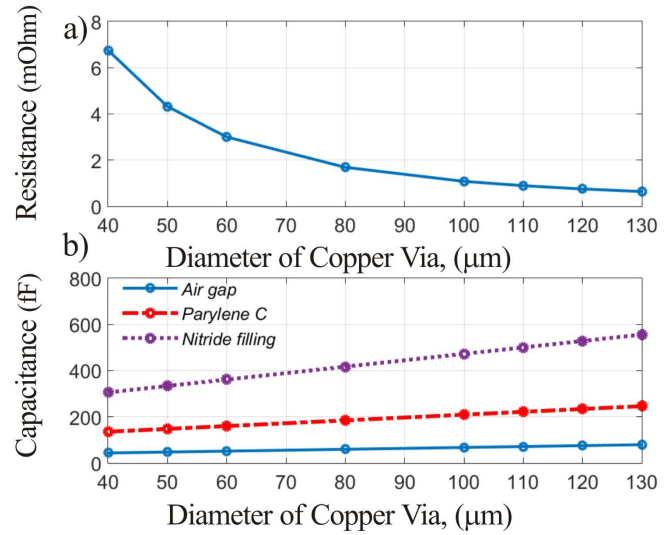 a)
Resistance (mOhm)
8
6
4
2
0
40 50 60 70 80 90 100 110 120 130
Diameter of Copper Via, (μm)
b)
Capacitance (fF)
800
600
400
200
0
Air gap
Parylene C
Nitride filling
40 50 60 70 80 90 100 110 120 130
Diameter of Copper Via, (μm)